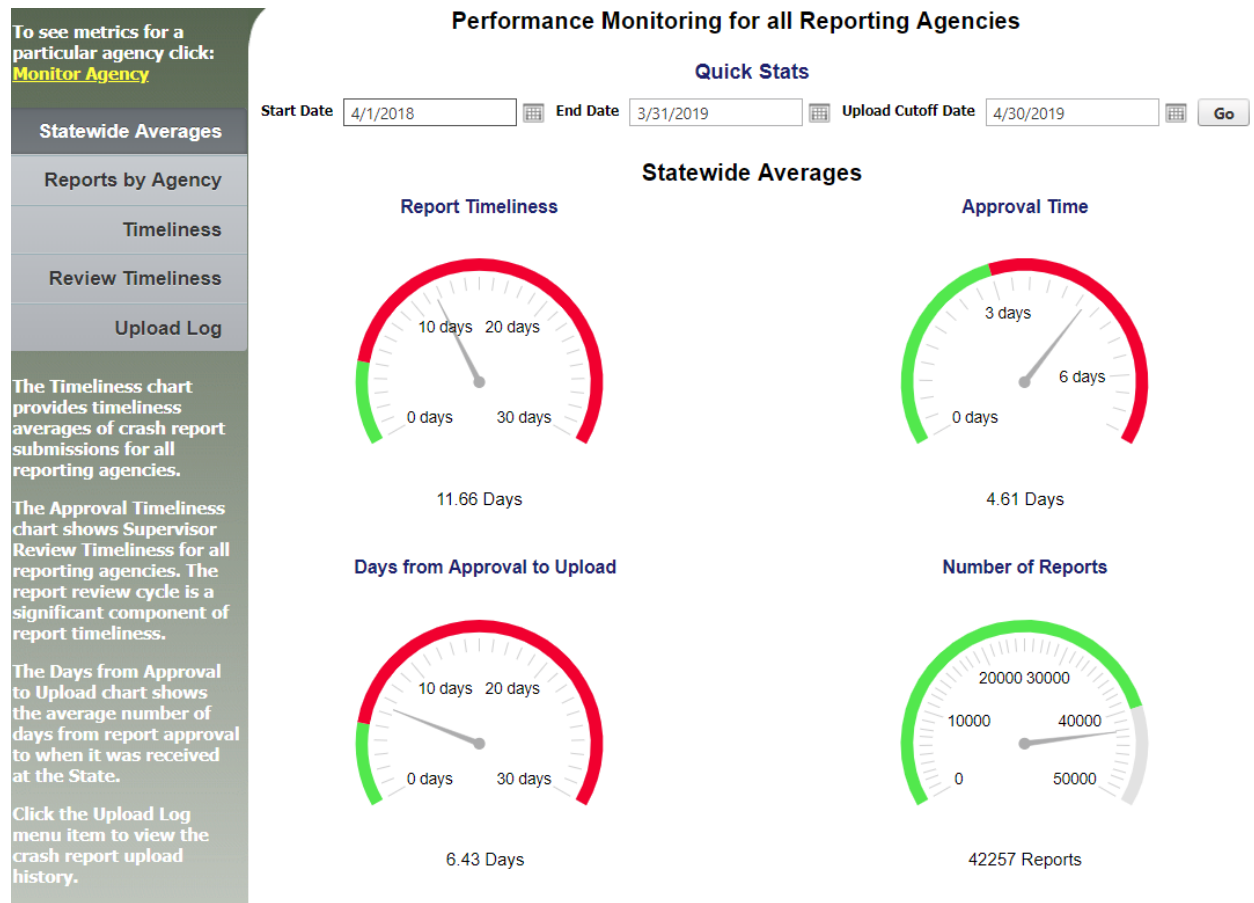 To see metrics for a
particular agency click:
Monitor Agency
Statewide Averages
Reports by Agency
Timeliness
Review Timeliness
Upload Log
The Timeliness chart
provides timeliness
averages of crash report
submissions for all
reporting agencies.
The Approval Timeliness
chart shows Supervisor
Review Timeliness for all
reporting agencies. The
report review cycle is a
significant component of
report timeliness.
The Days from Approval
to Upload chart shows
the average number of
days from report approval
to when it was received
at the State.
Click the Upload Log
menu item to view the
crash report upload
history.
Performance Monitoring for all Reporting Agencies
Quick Stats
Start Date 4/1/2018 End Date 3/31/2019 Upload Cutoff Date 4/30/2019 Go
Statewide Averages
Report Timeliness
10 days 20 days
0 days 30 days
11.66 Days
Approval Time
3 days
6 days
0 days
4.61 Days
Days from Approval to Upload
10 days 20 days
0 days 30 days
6.43 Days
Number of Reports
20000 30000
10000 40000
0 50000
42257 Reports